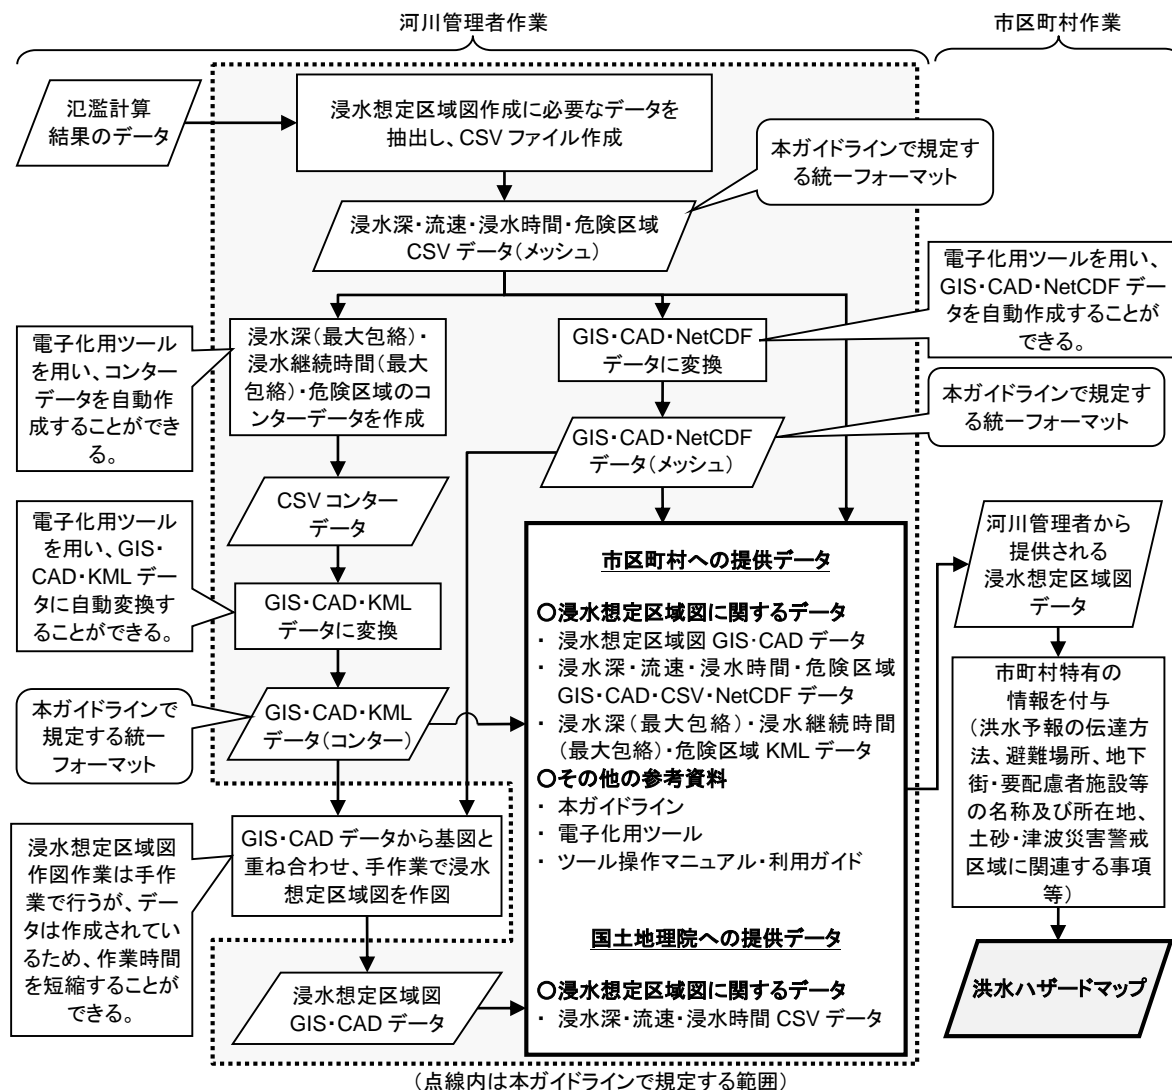 河川管理者作業
市区町村作業
氾濫計算
結果のデータ
浸水想定区域図作成に必要なデータを
抽出し、CSV ファイル作成
本ガイドラインで規定す
る統一フォーマット
浸水深・流速・浸水時間・危険区域
CSV データ(メッシュ)
電子化用ツールを用い、
GIS・CAD・NetCDF デー
タを自動作成することが
できる。
電子化用ツール
を用い、コンター
データを自動作
成することができ
る。
浸水深(最大包絡)・
浸水継続時間(最大
包絡)・危険区域のコ
ンターデータを作成
GIS・CAD・NetCDF
データに変換
本ガイドラインで規定す
る統一フォーマット
GIS・CAD・NetCDF
データ(メッシュ)
CSV コンター
データ
電子化用ツール
を用い、GIS・
CAD・KML デー
タに自動変換す
ることができる。
GIS・CAD・KML
データに変換
本ガイドラインで
規定する統一
フォーマット
GIS・CAD・KML
データ(コンター)
市区町村への提供データ
○浸水想定区域図に関するデータ
・ 浸水想定区域図 GIS・CAD データ
・ 浸水深・流速・浸水時間・危険区域
GIS・CAD・CSV・NetCDF データ
・ 浸水深(最大包絡)・浸水継続時間
(最大包絡)・危険区域 KML データ
○その他の参考資料
・ 本ガイドライン
・ 電子化用ツール
・ ツール操作マニュアル・利用ガイド
国土地理院への提供データ
○浸水想定区域図に関するデータ
・ 浸水深・流速・浸水時間 CSV データ
河川管理者から
提供される
浸水想定区域図
データ
市町村特有の
情報を付与
(洪水予報の伝達方
法、避難場所、地下
街・要配慮者施設等
の名称及び所在地、
土砂・津波災害警戒
区域に関連する事項
等)
洪水ハザードマップ
浸水想定区域図
作図作業は手作
業で行うが、デー
タは作成されてい
るため、作業時間
を短縮することが
できる。
GIS・CAD データから基図と
重ね合わせ、手作業で浸水
想定区域図を作図
浸水想定区域図
GIS・CAD データ
(点線内は本ガイドラインで規定する範囲)